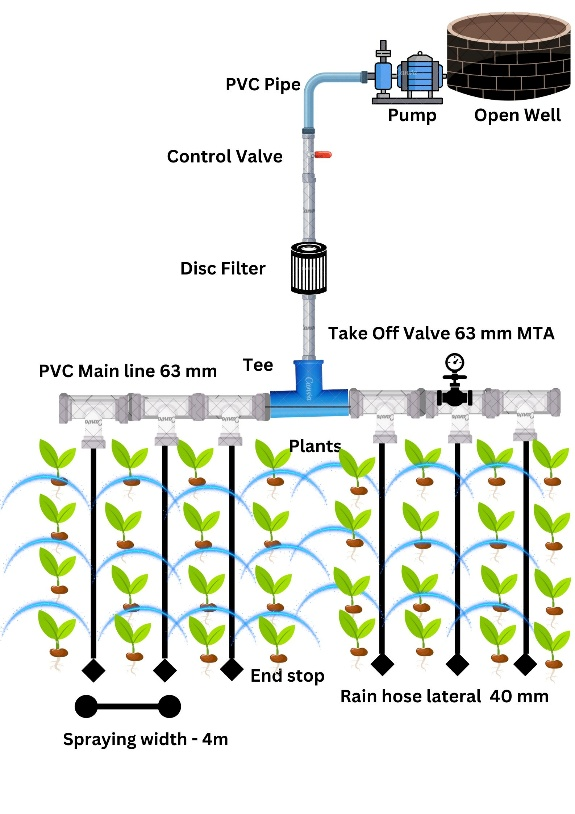 PVC Pipe
Pump
Open Well
Control Valve
Disc Filter
Take Off Valve 63 mm MTA
Tee
PVC Main line 63 mm
Plants
End stop
Rain hose lateral  40 mm
Spraying width - 4m
Canva